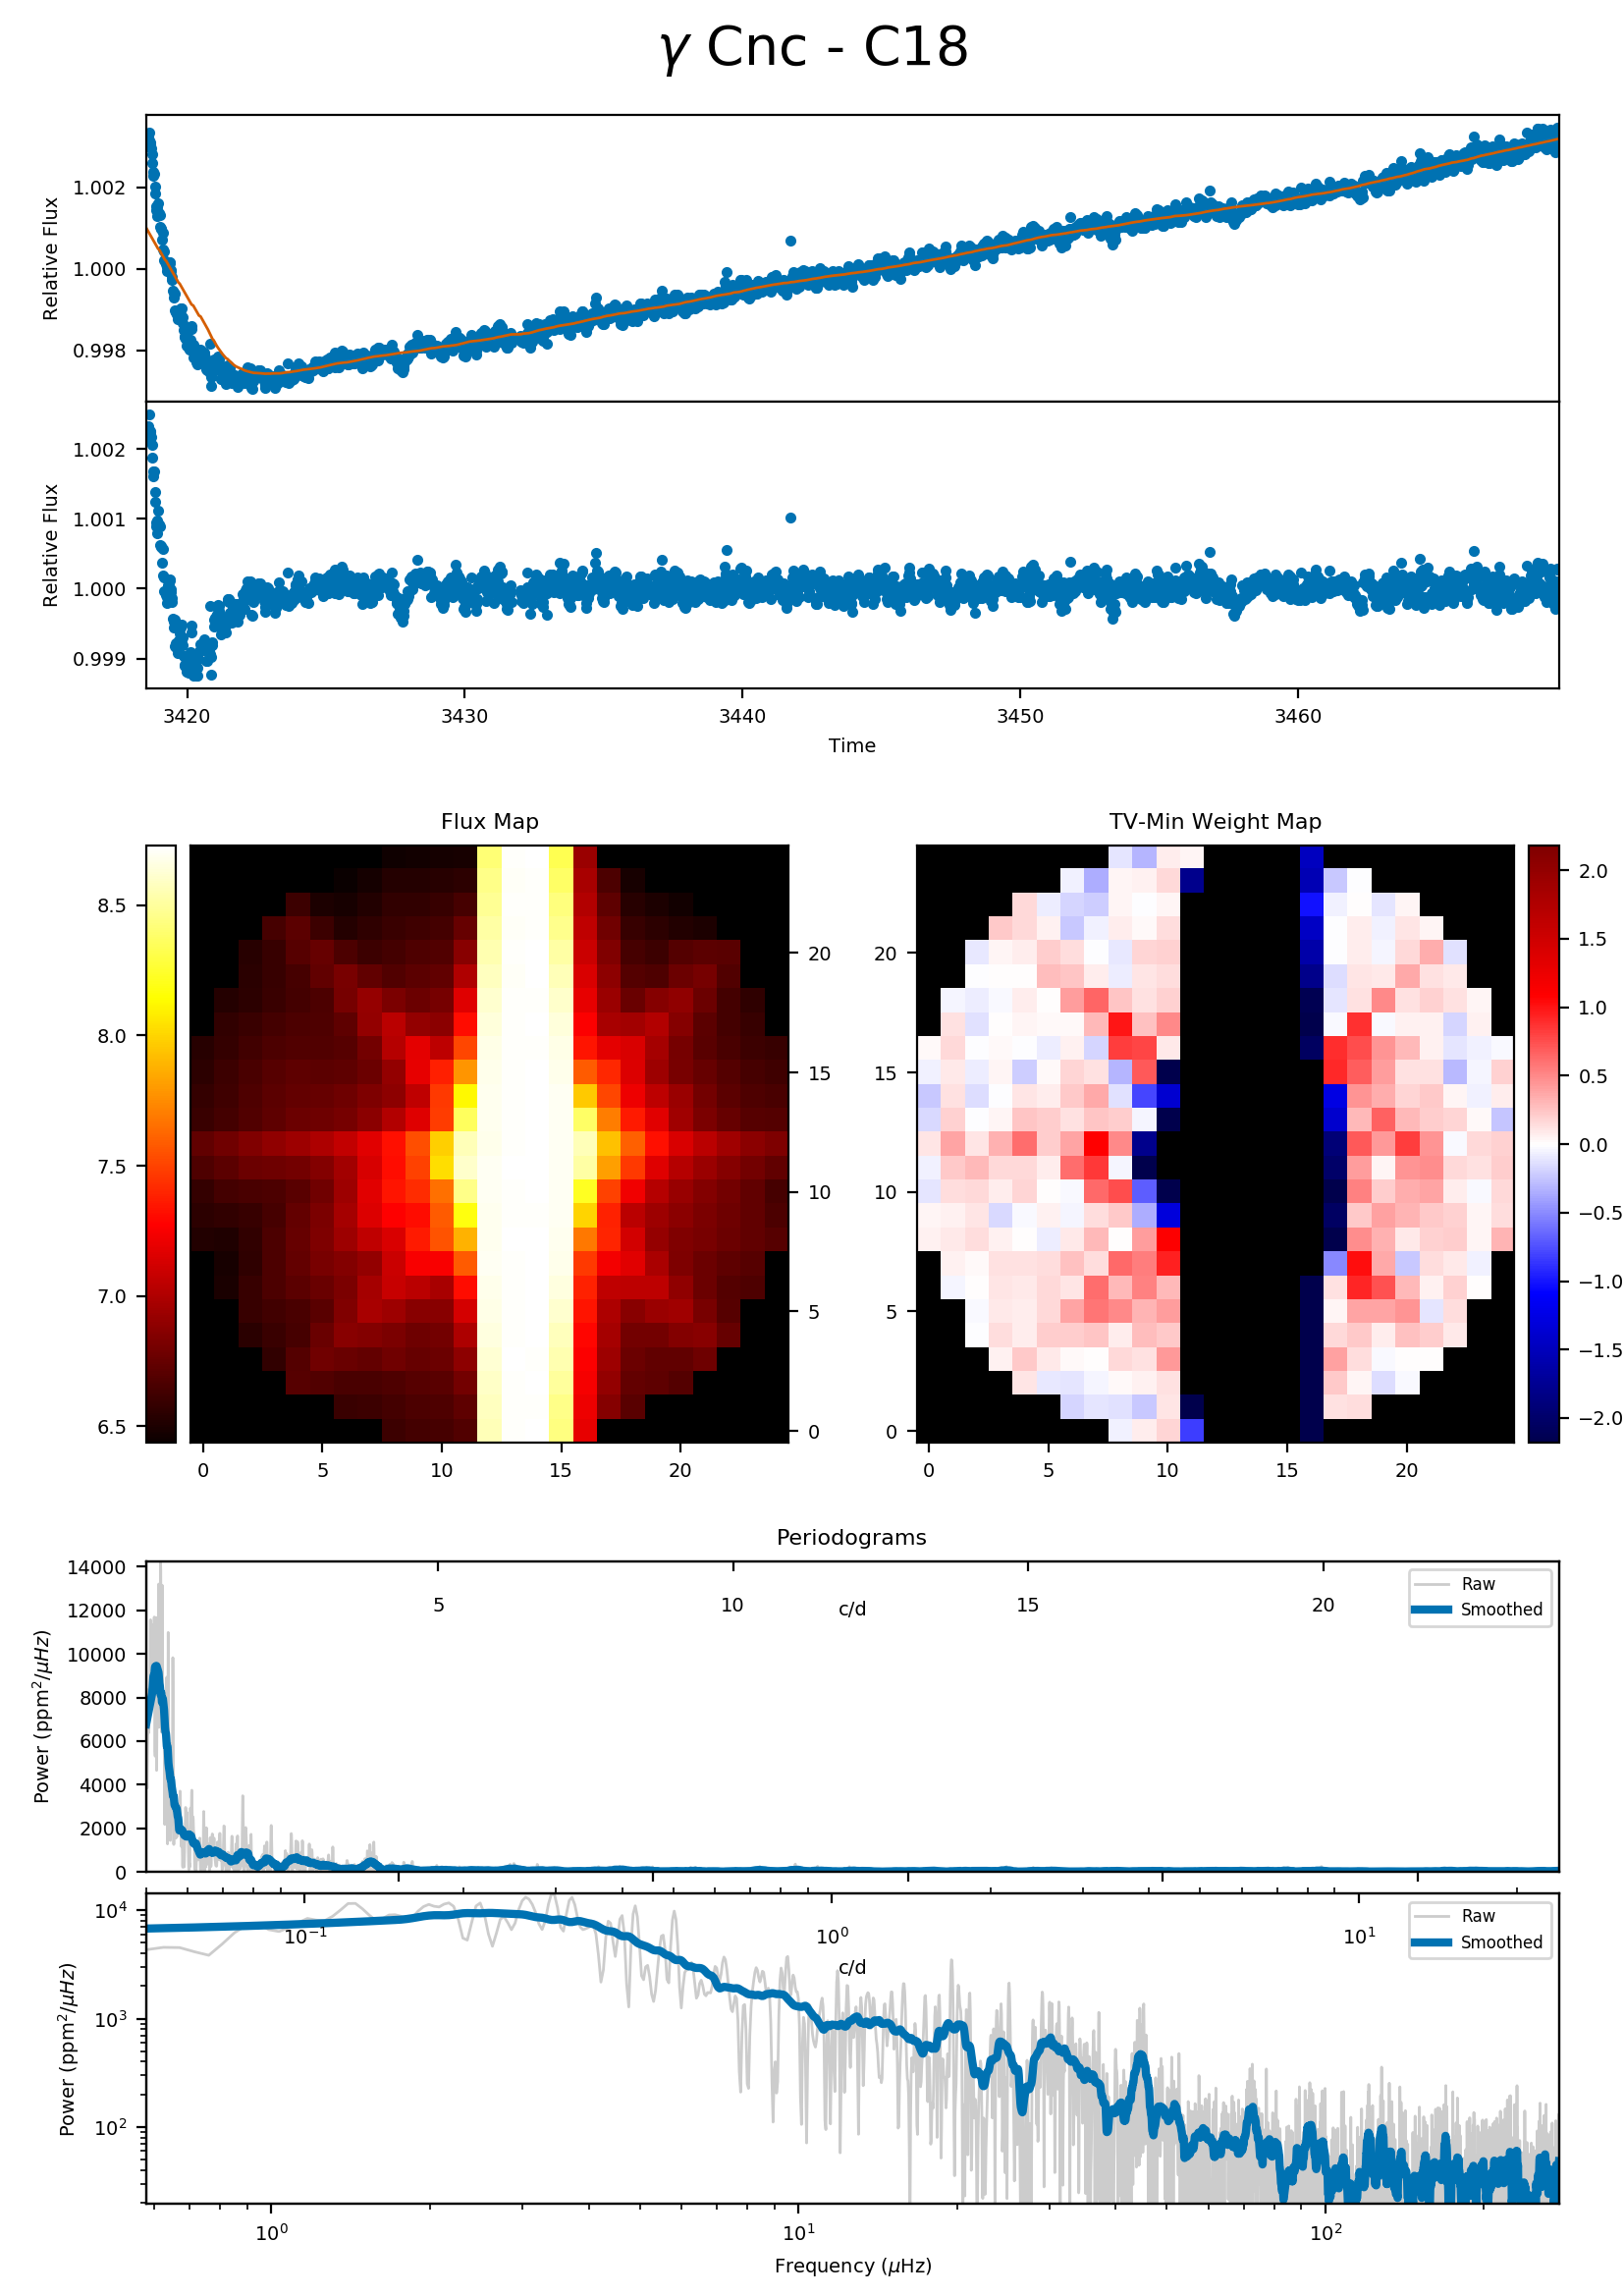 γ Cnc - C18
Relative Flux
1.002
1.000
0.998
Relative Flux
1.002
1.001
1.000
0.999
3420 3430 3440 3450 3460
Time
Flux Map
TV-Min Weight Map
8.5
8.0
7.5
7.0
6.5
20
15
10
5
0
0 5 10 15 20
20
15
10
5
0
0 5 10 15 20
2.0
1.5
1.0
0.5
0.0
−0.5
−1.0
−1.5
−2.0
Periodograms
Power (ppm²/μHz)
14000
12000
10000
8000
6000
4000
2000
0
5 10 15 20
c/d
Raw
Smoothed
Power (ppm²/μHz)
10⁴
10³
10²
10⁻¹ 10⁰ 10¹
c/d
Raw
Smoothed
10⁰ 10¹ 10²
Frequency (μHz)